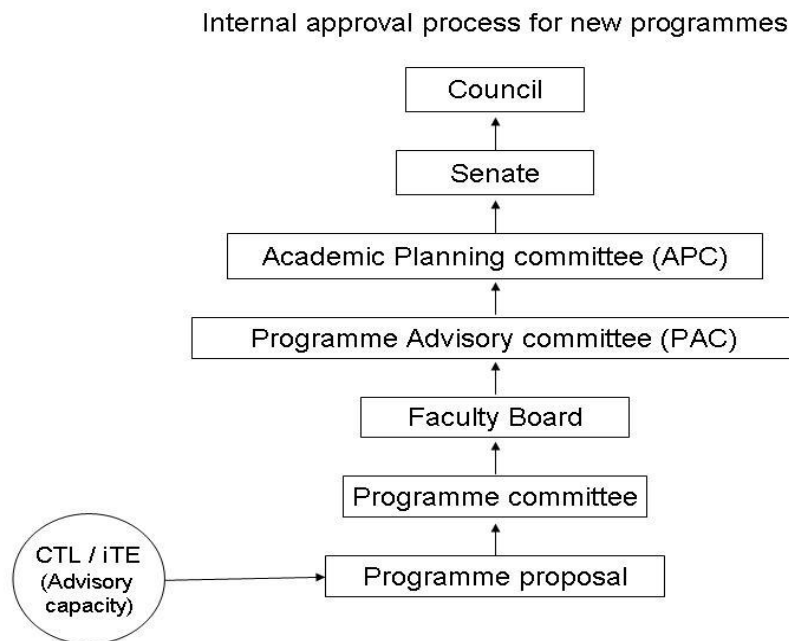 Internal approval process for new programmes
Council
Senate
Academic Planning committee (APC)
Programme Advisory committee (PAC)
Faculty Board
Programme committee
CTL / iTE
(Advisory
capacity)
Programme proposal